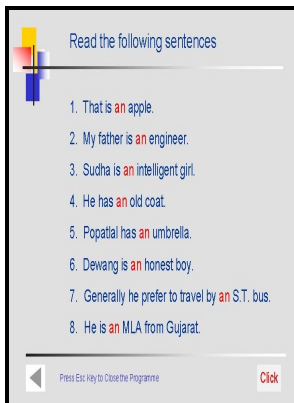 Read the following sentences
1. That is an apple.
2. My father is an engineer.
3. Sudha is an intelligent girl.
4. He has an old coat.
5. Popatlal has an umbrella.
6. Dewang is an honest boy.
7. Generally he prefer to travel by an S.T. bus.
8. He is an MLA from Gujarat.
Press Esc Key to Close the Programme
Click